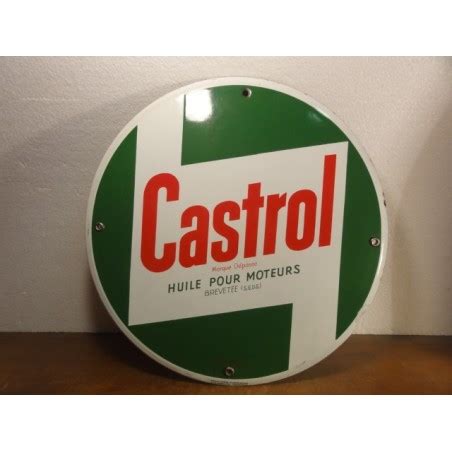 Castrol
Marque Déposée
HUILE POUR MOTEURS
BREVETÉE (S.G.D.G)